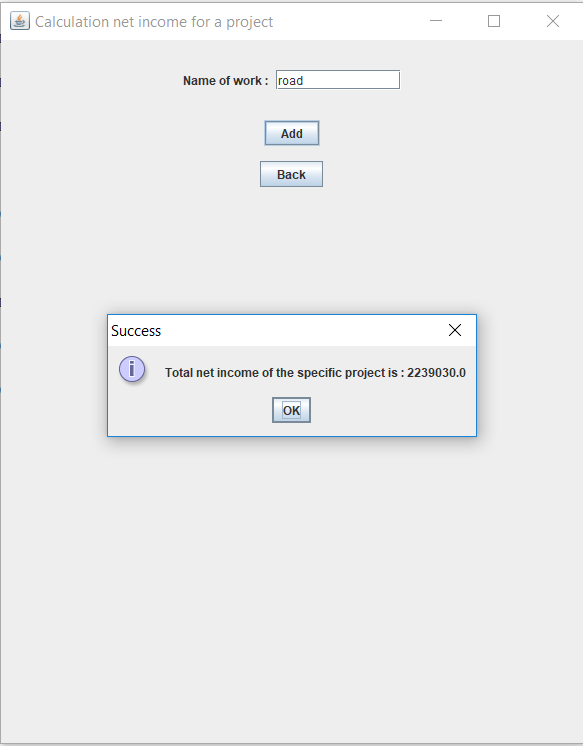 Calculation net income for a project
Name of work : road
Add
Back
Success
i
Total net income of the specific project is : 2239030.0
OK